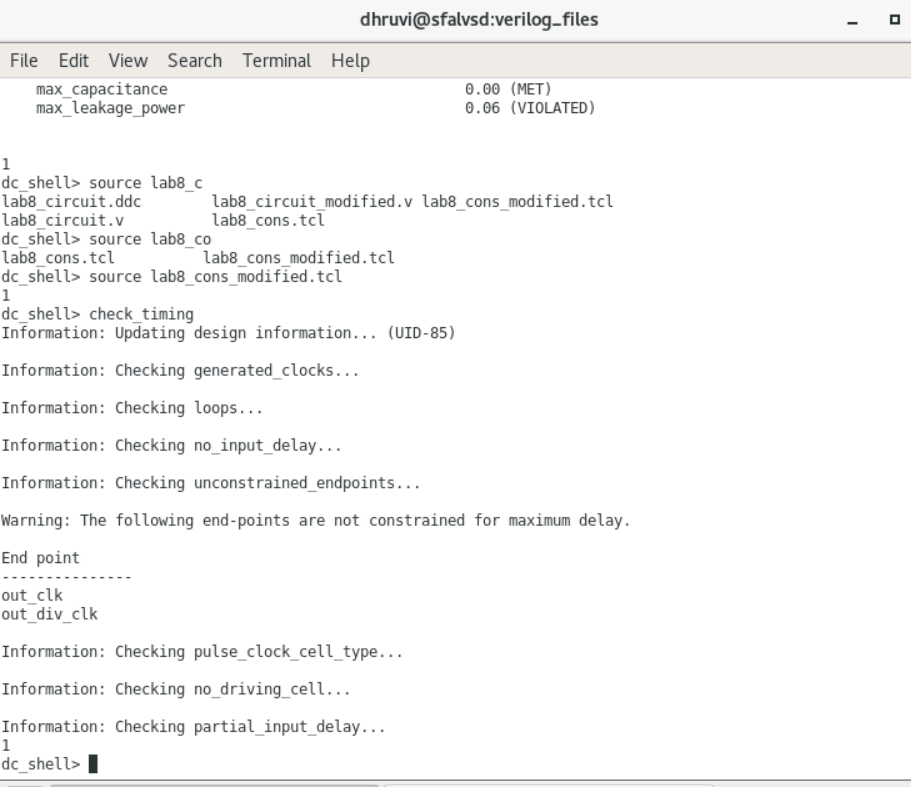 dhruvi@sfalvsd:verilog_files
File Edit View Search Terminal Help
max_capacitance 0.00 (MET)
max_leakage_power 0.06 (VIOLATED)
1
dc_shell> source lab8_c
lab8_circuit.ddc lab8_circuit_modified.v lab8_cons_modified.tcl
lab8_circuit.v lab8_cons.tcl
dc_shell> source lab8_co
lab8_cons.tcl lab8_cons_modified.tcl
dc_shell> source lab8_cons_modified.tcl
1
dc_shell> check_timing
Information: Updating design information... (UID-85)
Information: Checking generated_clocks...
Information: Checking loops...
Information: Checking no_input_delay...
Information: Checking unconstrained_endpoints...
Warning: The following end-points are not constrained for maximum delay.
End point
---------------
out_clk
out_div_clk
Information: Checking pulse_clock_cell_type...
Information: Checking no_driving_cell...
Information: Checking partial_input_delay...
1
dc_shell>